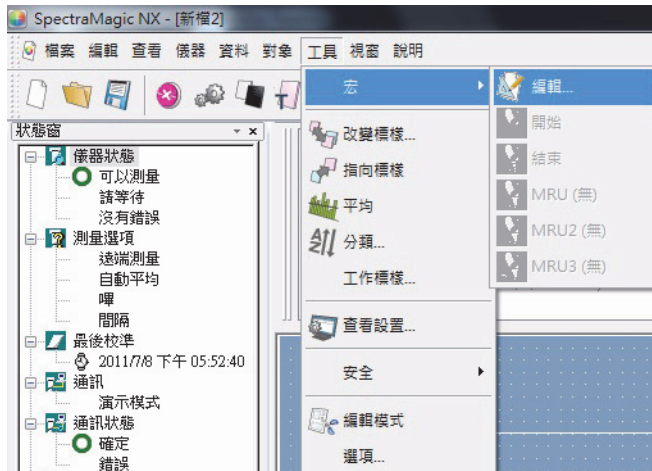 SpectraMagic NX - [新檔2]
檔案 編輯 查看 儀器 資料 對象 工具 視窗 說明
狀態窗
儀器狀態
可以測量
請等待
沒有錯誤
測量選項
遠端測量
自動平均
嗶
間隔
最後校準
2011/7/8 下午 05:52:40
通訊
演示模式
通訊狀態
確定
錯誤
宏
改變標樣...
指向標樣
平均
分類...
工作標樣...
查看設置...
安全
編輯模式
選項...
編輯...
開始
結束
MRU (無)
MRU2 (無)
MRU3 (無)